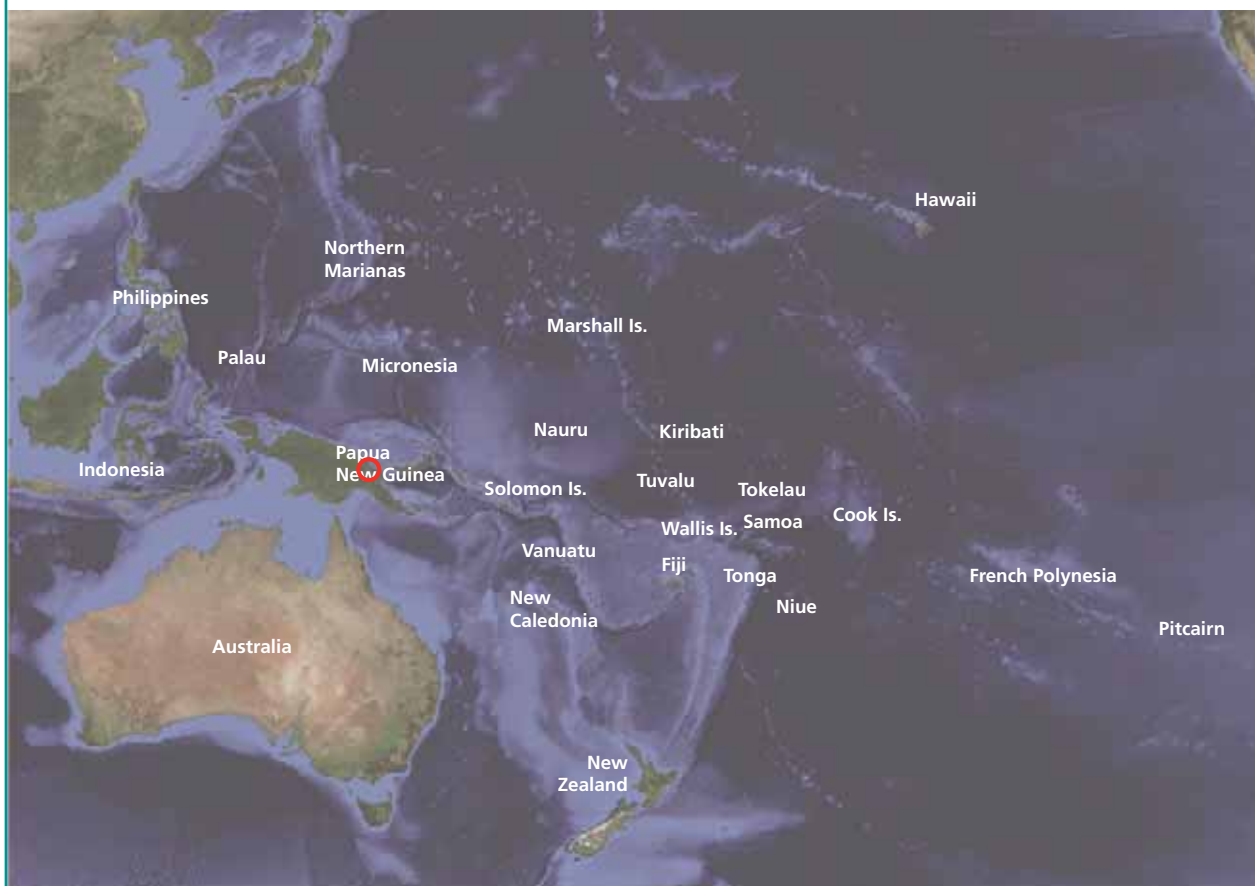 Hawaii
Northern
Marianas
Philippines
Marshall Is.
Palau
Micronesia
Nauru
Kiribati
Papua
New Guinea
Indonesia
Solomon Is.
Tuvalu
Tokelau
Wallis Is.
Samoa
Cook Is.
Vanuatu
Fiji
Tonga
French Polynesia
New
Caledonia
Niue
Pitcairn
Australia
New
Zealand